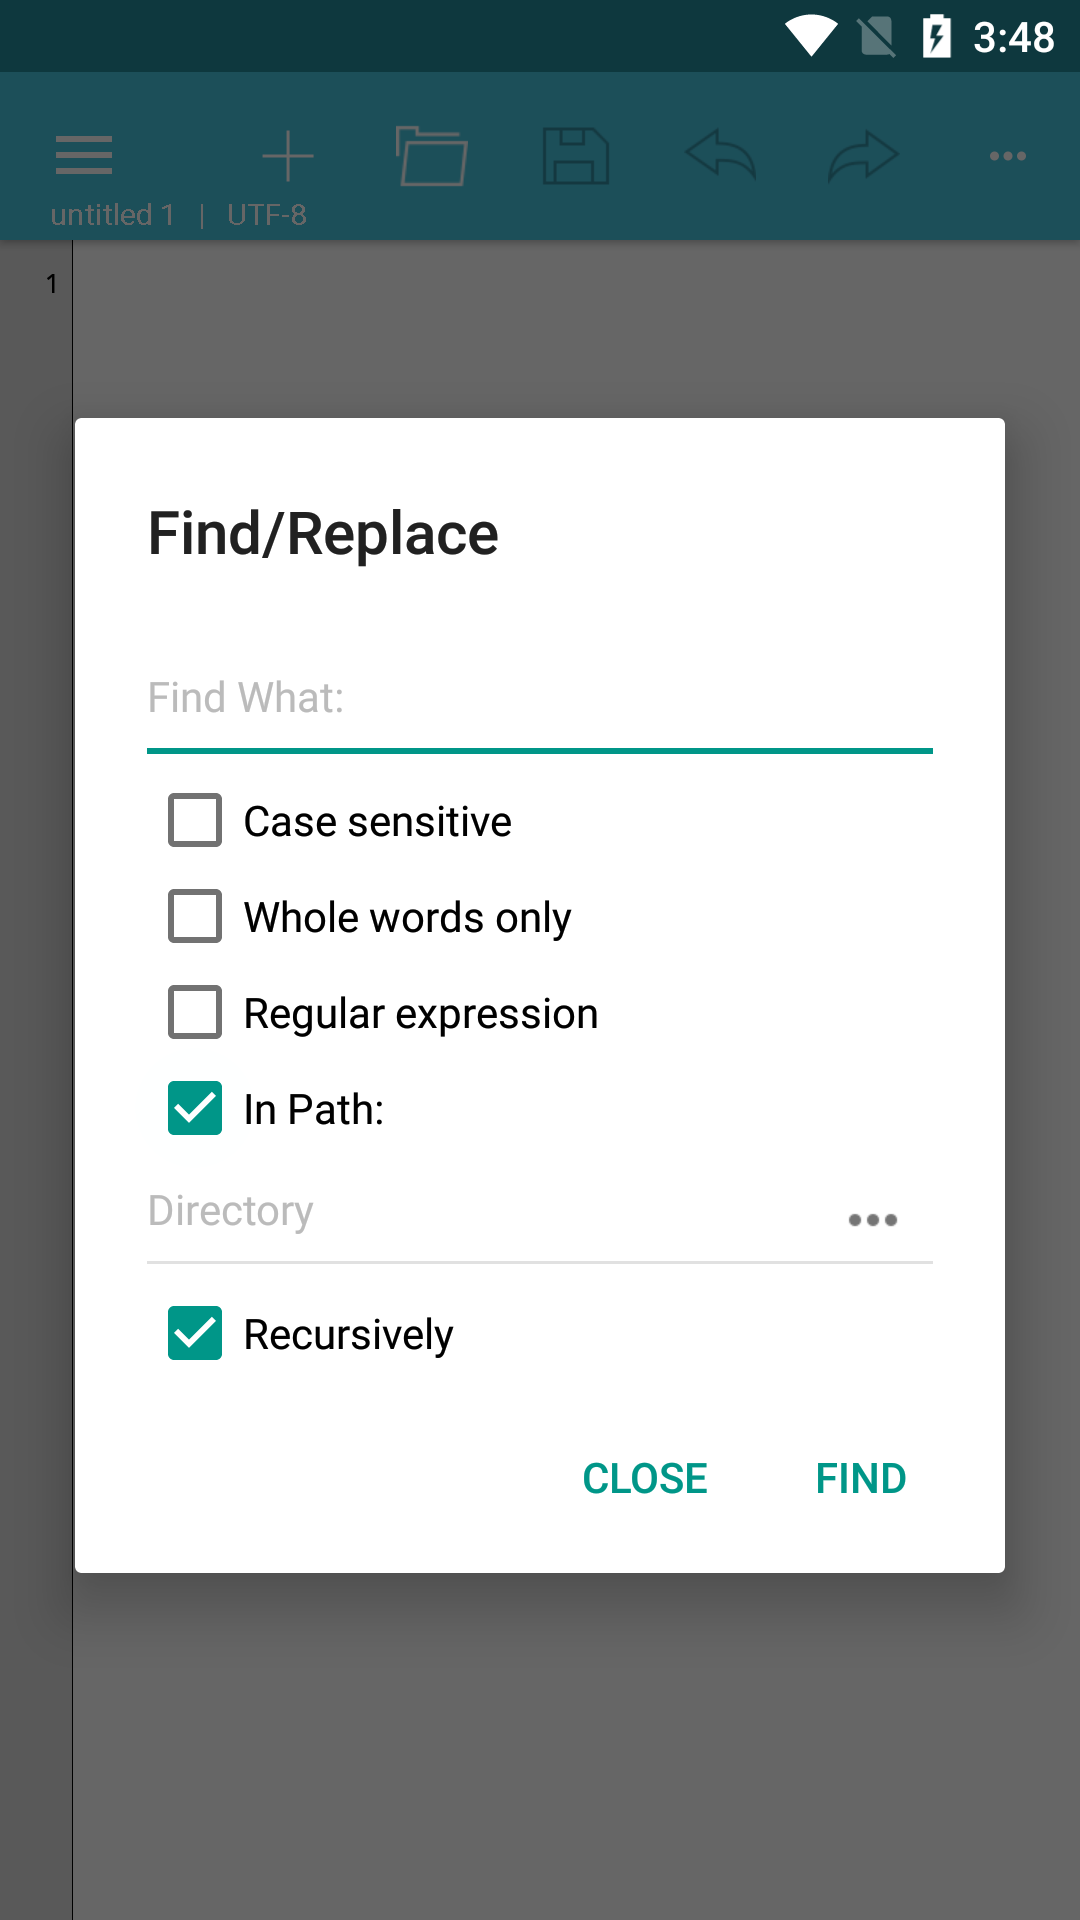 3:48
untitled 1 | UTF-8
1
Find/Replace
Find What:
Case sensitive
Whole words only
Regular expression
In Path:
Directory
Recursively
CLOSE FIND